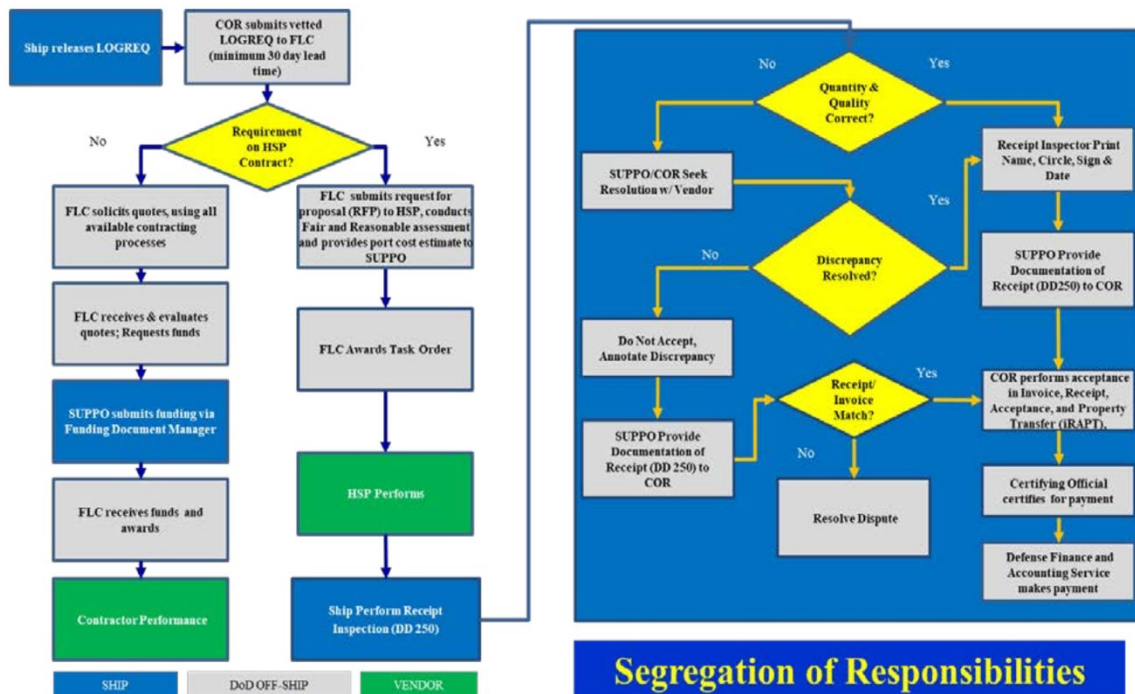 Ship releases LOGREQ
COR submits vetted
LOGREQ to FLC
(minimum 30 day lead
time)
Requirement
on HSP
Contract?
No
Yes
FLC solicits quotes, using all
available contracting
processes
FLC submits request for
proposal (RFP) to HSP, conducts
Fair and Reasonable assessment
and provides port cost estimate to
SUPPO
FLC receives & evaluates
quotes; Requests funds
FLC Awards Task Order
SUPPO submits funding via
Funding Document Manager
HSP Performs
FLC receives funds and
awards
Contractor Performance
Ship Perform Receipt
Inspection (DD 250)
SHIP
DoD OFF-SHIP
VENDOR
No
Yes
Quantity &
Quality
Correct?
SUPPO/COR Seek
Resolution w/ Vendor
Receipt Inspector Print
Name, Circle, Sign &
Date
Yes
No
Discrepancy
Resolved?
SUPPO Provide
Documentation of
Receipt (DD250) to COR
Do Not Accept,
Annotate Discrepancy
Receipt/
Invoice
Match?
Yes
COR performs acceptance
in Invoice, Receipt,
Acceptance, and Property
Transfer (iRAPT),
SUPPO Provide
Documentation of
Receipt (DD 250) to
COR
No
Resolve Dispute
Certifying Official
certifies for payment
Defense Finance and
Accounting Service
makes payment
Segregation of Responsibilities